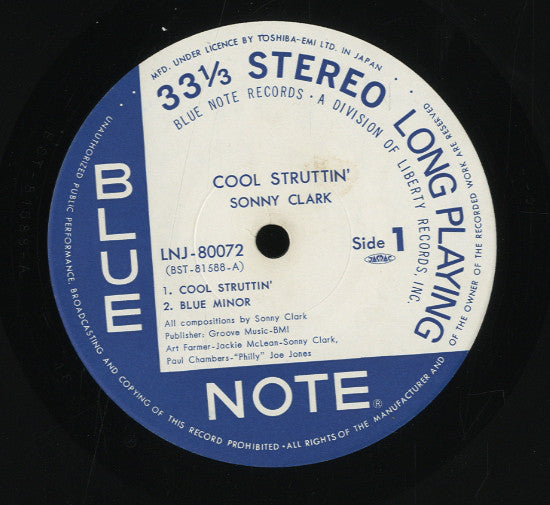 MFD. UNDER LICENCE BY TOSHIBA-EMI LTD. IN JAPAN
33⅓ STEREO
LONG PLAYING
BLUE NOTE RECORDS · A DIVISION OF LIBERTY RECORDS, INC.
COOL STRUTTIN'
SONNY CLARK
LNJ-80072
(BST-81588-A)
Side 1
1. COOL STRUTTIN'
2. BLUE MINOR
All compositions by Sonny Clark
Publisher: Groove Music-BMI
Art Farmer-Jackie McLean-Sonny Clark,
Paul Chambers-"Philly" Joe Jones
BLUE
NOTE®
UNAUTHORIZED PUBLIC PERFORMANCE, BROADCASTING AND COPYING OF THIS RECORD PROHIBITED · ALL RIGHTS OF THE MANUFACTURER AND OF THE OWNER OF THE RECORDED WORK ARE RESERVED